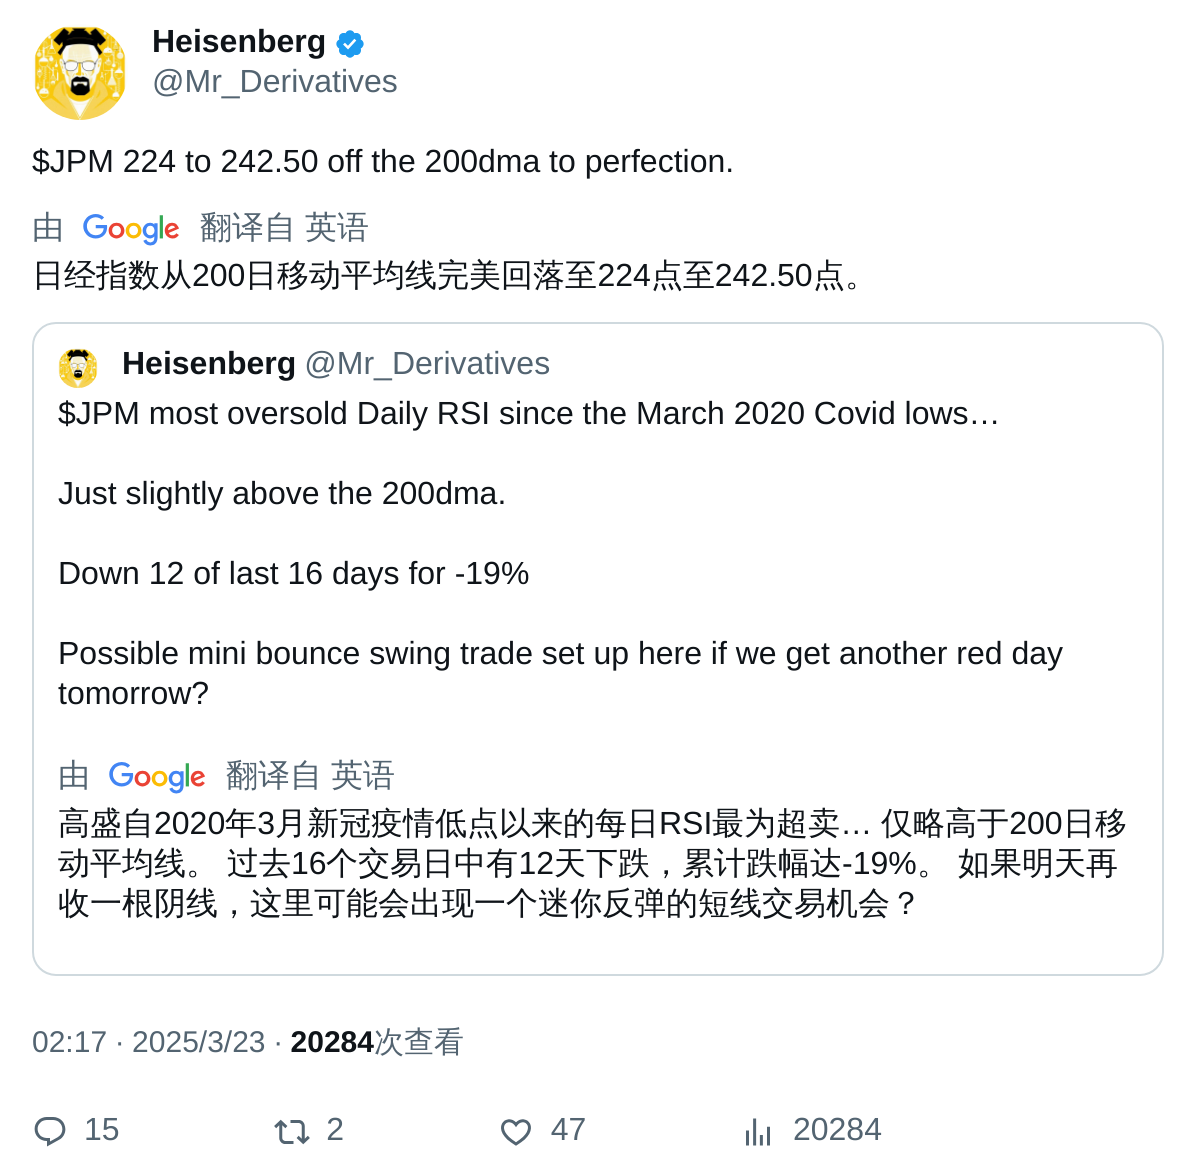 Heisenberg
@Mr_Derivatives
$JPM 224 to 242.50 off the 200dma to perfection.
由 Google 翻译自 英语
日经指数从200日移动平均线完美回落至224点至242.50点。
Heisenberg @Mr_Derivatives
$JPM most oversold Daily RSI since the March 2020 Covid lows…
Just slightly above the 200dma.
Down 12 of last 16 days for -19%
Possible mini bounce swing trade set up here if we get another red day
tomorrow?
由 Google 翻译自 英语
高盛自2020年3月新冠疫情低点以来的每日RSI最为超卖… 仅略高于200日移
动平均线。 过去16个交易日中有12天下跌，累计跌幅达-19%。 如果明天再
收一根阴线，这里可能会出现一个迷你反弹的短线交易机会？
02:17 · 2025/3/23 · 20284次查看
15 2 47 20284